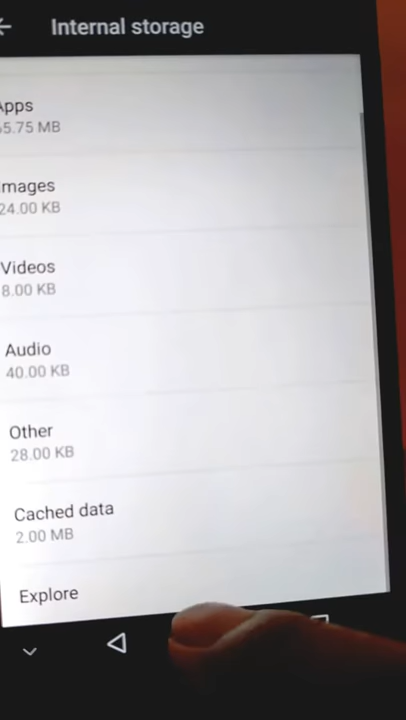 Internal storage
Apps
5.75 MB
Images
24.00 KB
Videos
8.00 KB
Audio
40.00 KB
Other
28.00 KB
Cached data
2.00 MB
Explore